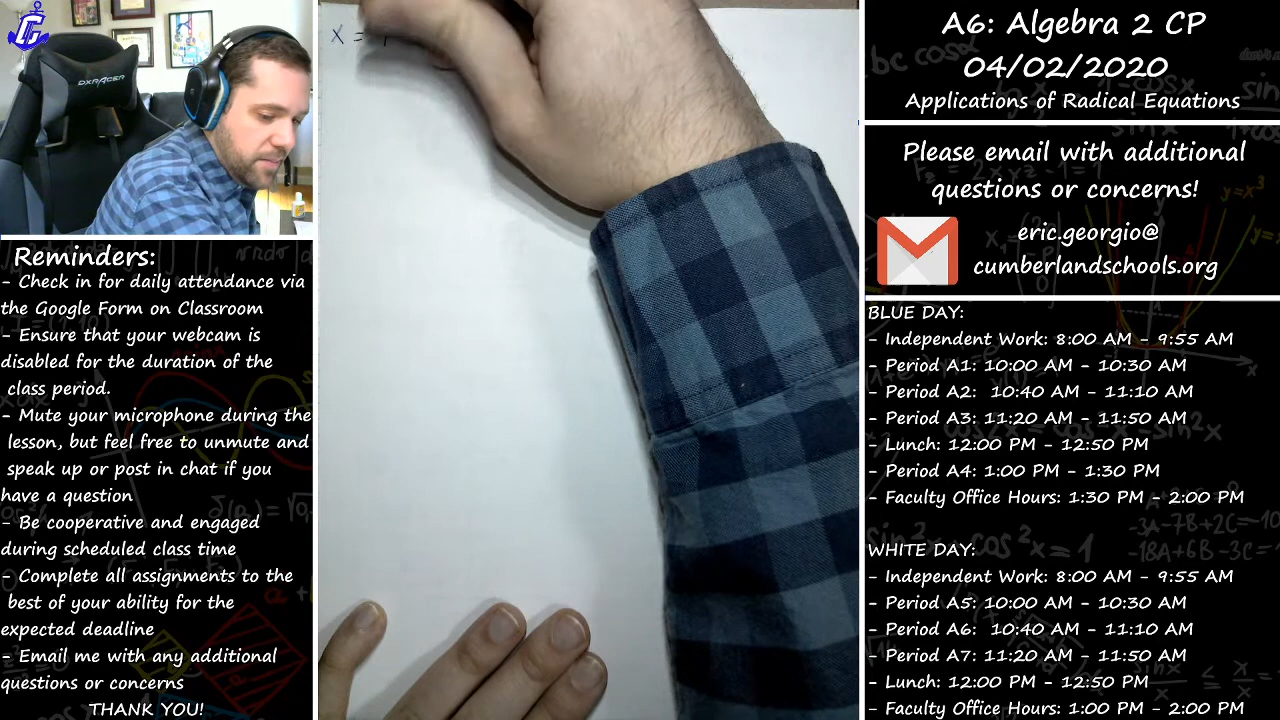 C
DXRACER
x =
A6: Algebra 2 CP
04/02/2020
Applications of Radical Equations
Please email with additional
questions or concerns!
eric.georgio@
cumberlandschools.org
Reminders:
- Check in for daily attendance via
the Google Form on Classroom
- Ensure that your webcam is
disabled for the duration of the
class period.
- Mute your microphone during the
lesson, but feel free to unmute and
speak up or post in chat if you
have a question
- Be cooperative and engaged
during scheduled class time
- Complete all assignments to the
best of your ability for the
expected deadline
- Email me with any additional
questions or concerns
THANK YOU!
BLUE DAY:
- Independent Work: 8:00 AM - 9:55 AM
- Period A1: 10:00 AM - 10:30 AM
- Period A2: 10:40 AM - 11:10 AM
- Period A3: 11:20 AM - 11:50 AM
- Lunch: 12:00 PM - 12:50 PM
- Period A4: 1:00 PM - 1:30 PM
- Faculty Office Hours: 1:30 PM - 2:00 PM
WHITE DAY:
- Independent Work: 8:00 AM - 9:55 AM
- Period A5: 10:00 AM - 10:30 AM
- Period A6: 10:40 AM - 11:10 AM
- Period A7: 11:20 AM - 11:50 AM
- Lunch: 12:00 PM - 12:50 PM
- Faculty Office Hours: 1:00 PM - 2:00 PM